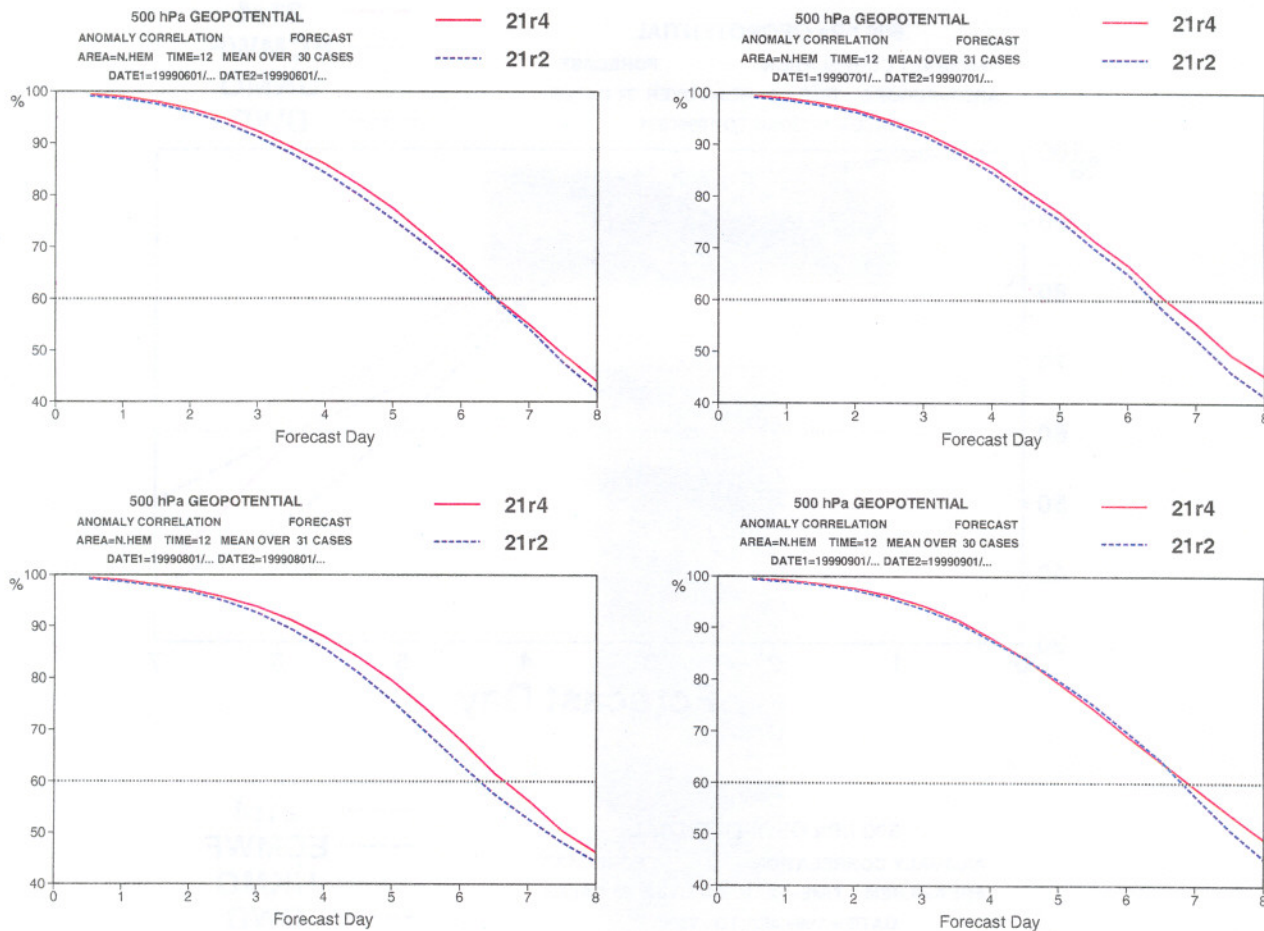 500 hPa GEOPOTENTIAL
ANOMALY CORRELATION FORECAST
AREA=N.HEM TIME=12 MEAN OVER 30 CASES
DATE1=19990601/... DATE2=19990601/...
21r4
21r2
%
100
90
80
70
60
50
40
0 1 2 3 4 5 6 7 8
Forecast Day
500 hPa GEOPOTENTIAL
ANOMALY CORRELATION FORECAST
AREA=N.HEM TIME=12 MEAN OVER 31 CASES
DATE1=19990701/... DATE2=19990701/...
21r4
21r2
%
100
90
80
70
60
50
40
0 1 2 3 4 5 6 7 8
Forecast Day
500 hPa GEOPOTENTIAL
ANOMALY CORRELATION FORECAST
AREA=N.HEM TIME=12 MEAN OVER 31 CASES
DATE1=19990801/... DATE2=19990801/...
21r4
21r2
%
100
90
80
70
60
50
40
0 1 2 3 4 5 6 7 8
Forecast Day
500 hPa GEOPOTENTIAL
ANOMALY CORRELATION FORECAST
AREA=N.HEM TIME=12 MEAN OVER 30 CASES
DATE1=19990901/... DATE2=19990901/...
21r4
21r2
%
100
90
80
70
60
50
40
0 1 2 3 4 5 6 7 8
Forecast Day